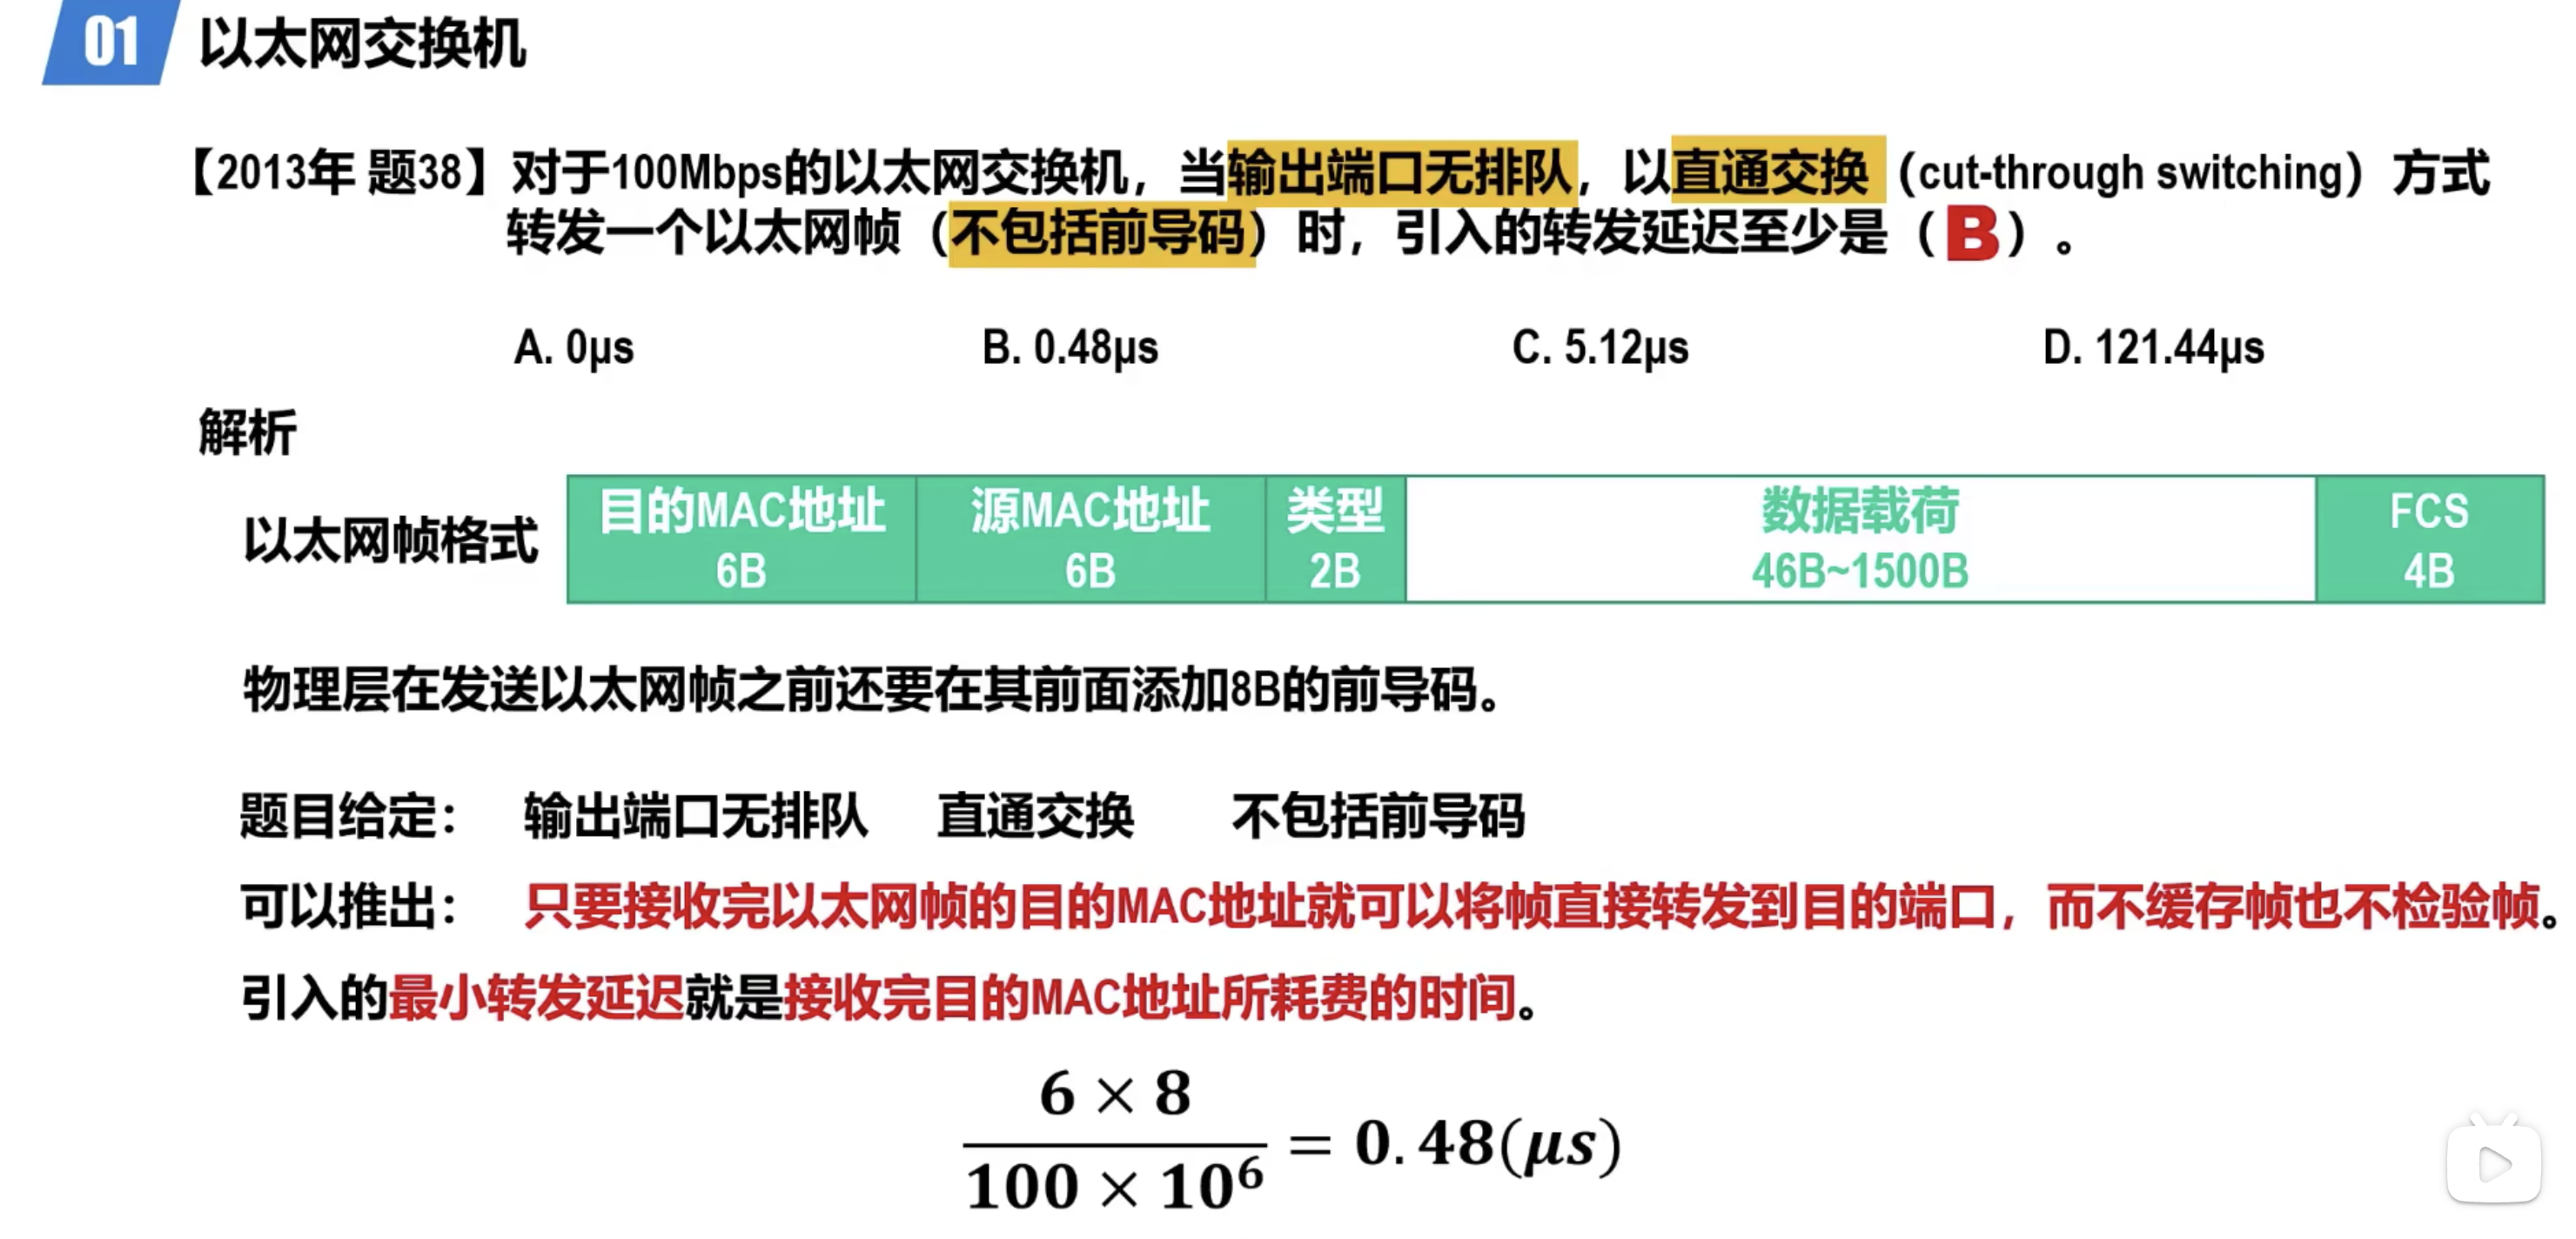 01 以太网交换机
【2013年 题38】对于100Mbps的以太网交换机，当输出端口无排队，以直通交换（cut-through switching）方式
转发一个以太网帧（不包括前导码）时，引入的转发延迟至少是（B）。
A. 0μs B. 0.48μs C. 5.12μs D. 121.44μs
解析
以太网帧格式
目的MAC地址 源MAC地址 类型 数据载荷 FCS
6B 6B 2B 46B~1500B 4B
物理层在发送以太网帧之前还要在其前面添加8B的前导码。
题目给定： 输出端口无排队 直通交换 不包括前导码
可以推出： 只要接收完以太网帧的目的MAC地址就可以将帧直接转发到目的端口，而不缓存帧也不检验帧。
引入的最小转发延迟就是接收完目的MAC地址所耗费的时间。
6 × 8
100 × 10⁶
= 0.48(μs)